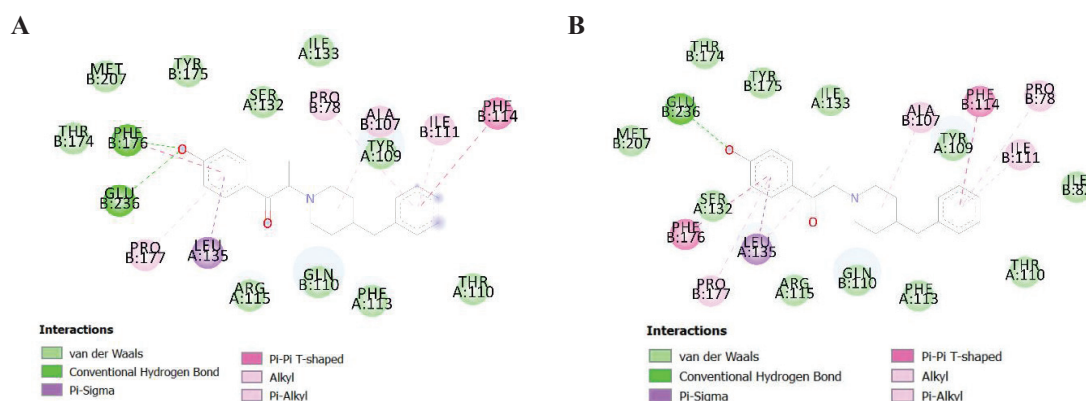 A
ILE
A:133
MET
B:207
TYR
B:175
SER
A:132
PRO
B:78
ALA
A:107
ILE
A:111
PHE
B:114
THR
B:174
PHE
B:176
TYR
A:109
O
GLU
B:236
N
O
PRO
B:177
LEU
A:135
ARG
A:115
GLN
B:110
PHE
A:113
THR
A:110
Interactions
van der Waals
Conventional Hydrogen Bond
Pi-Sigma
Pi-Pi T-shaped
Alkyl
Pi-Alkyl
B
THR
B:174
TYR
B:175
GLU
B:236
ILE
A:133
ALA
A:107
PHE
B:114
PRO
B:78
MET
B:207
TYR
A:109
ILE
B:111
O
SER
A:132
N
PHE
B:176
LEU
A:135
O
PRO
B:177
ARG
A:115
GLN
B:110
PHE
A:113
THR
A:110
Interactions
van der Waals
Conventional Hydrogen Bond
Pi-Sigma
Pi-Pi T-shaped
Alkyl
Pi-Alkyl